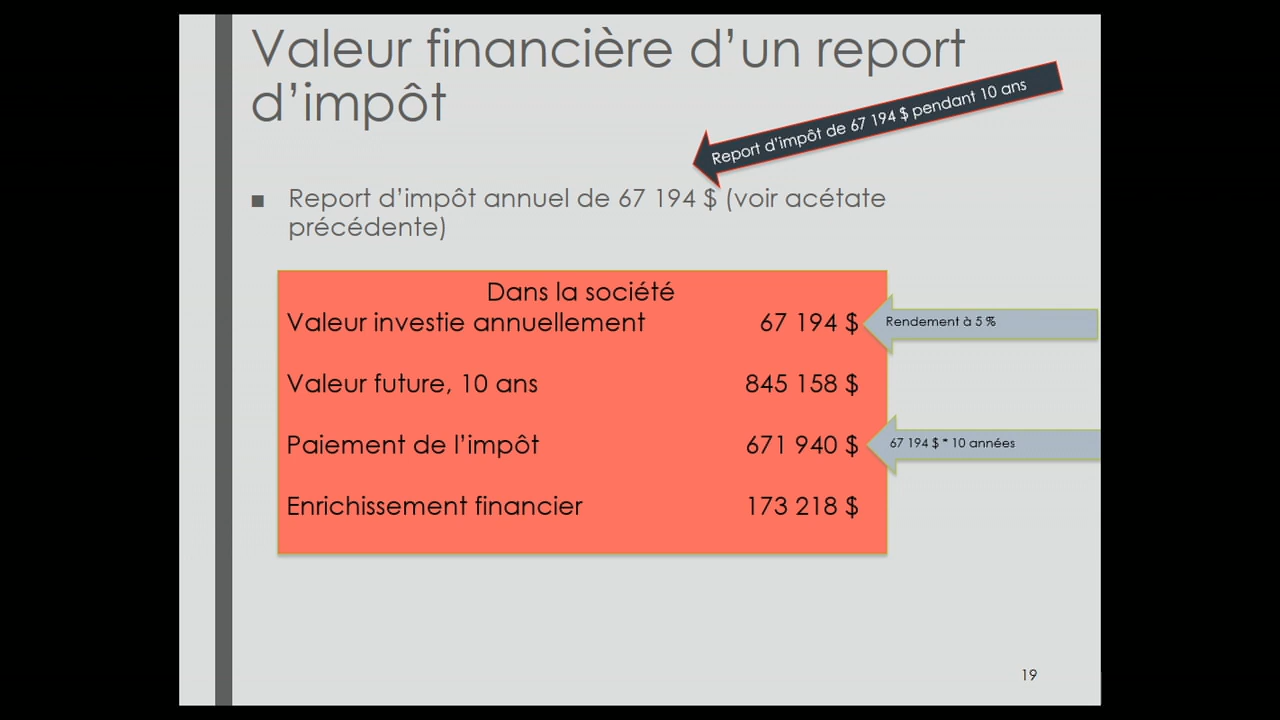 Valeur financière d'un report
d'impôt
Report d'impôt de 67 194 $ pendant 10 ans
■ Report d'impôt annuel de 67 194 $ (voir acétate
précédente)
Dans la société
Valeur investie annuellement 67 194 $
Rendement à 5 %
Valeur future, 10 ans 845 158 $
Paiement de l'impôt 671 940 $
67 194 $ * 10 années
Enrichissement financier 173 218 $
19